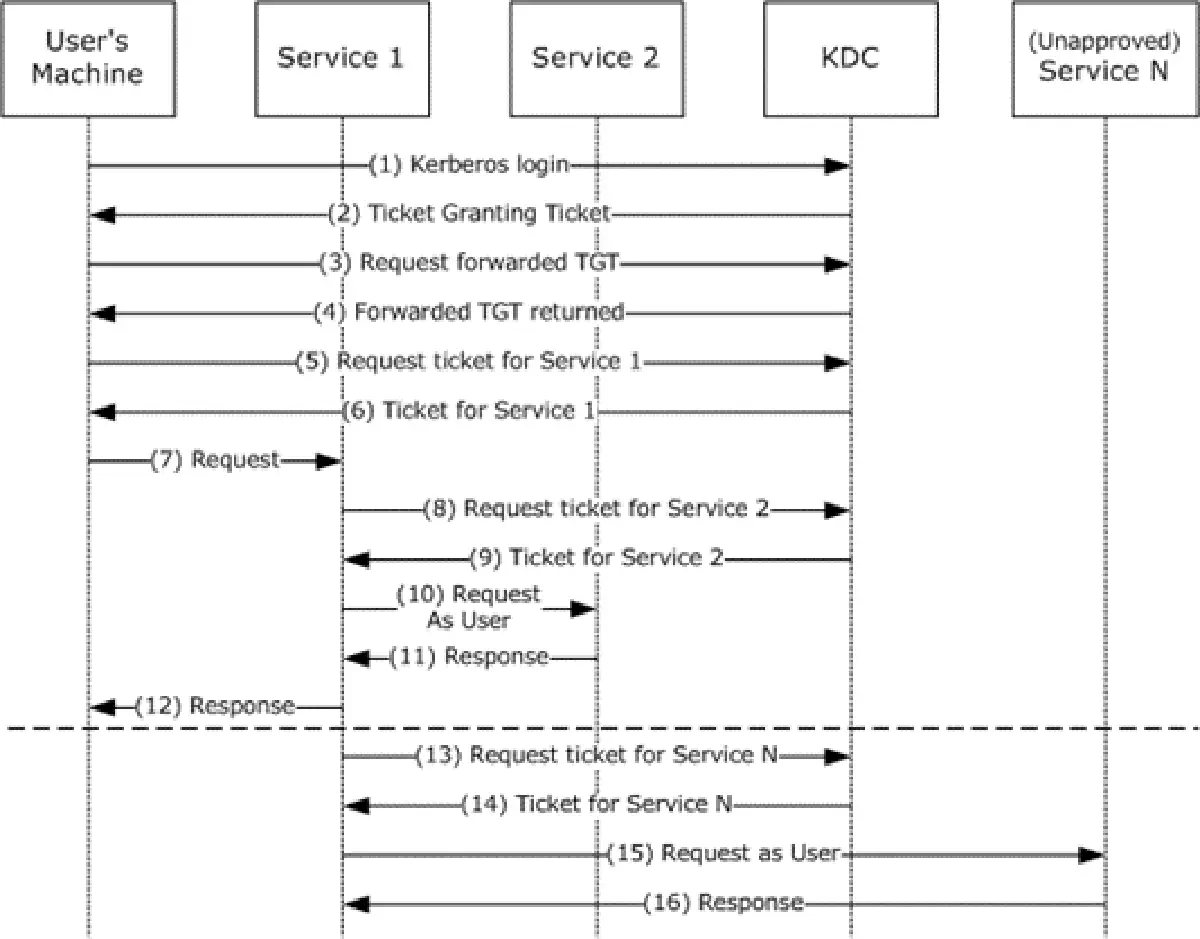 User's
Machine
Service 1
Service 2
KDC
(Unapproved)
Service N
(1) Kerberos login
(2) Ticket Granting Ticket
(3) Request forwarded TGT
(4) Forwarded TGT returned
(5) Request ticket for Service 1
(6) Ticket for Service 1
(7) Request
(8) Request ticket for Service 2
(9) Ticket for Service 2
(10) Request
As User
(11) Response
(12) Response
(13) Request ticket for Service N
(14) Ticket for Service N
(15) Request as User
(16) Response